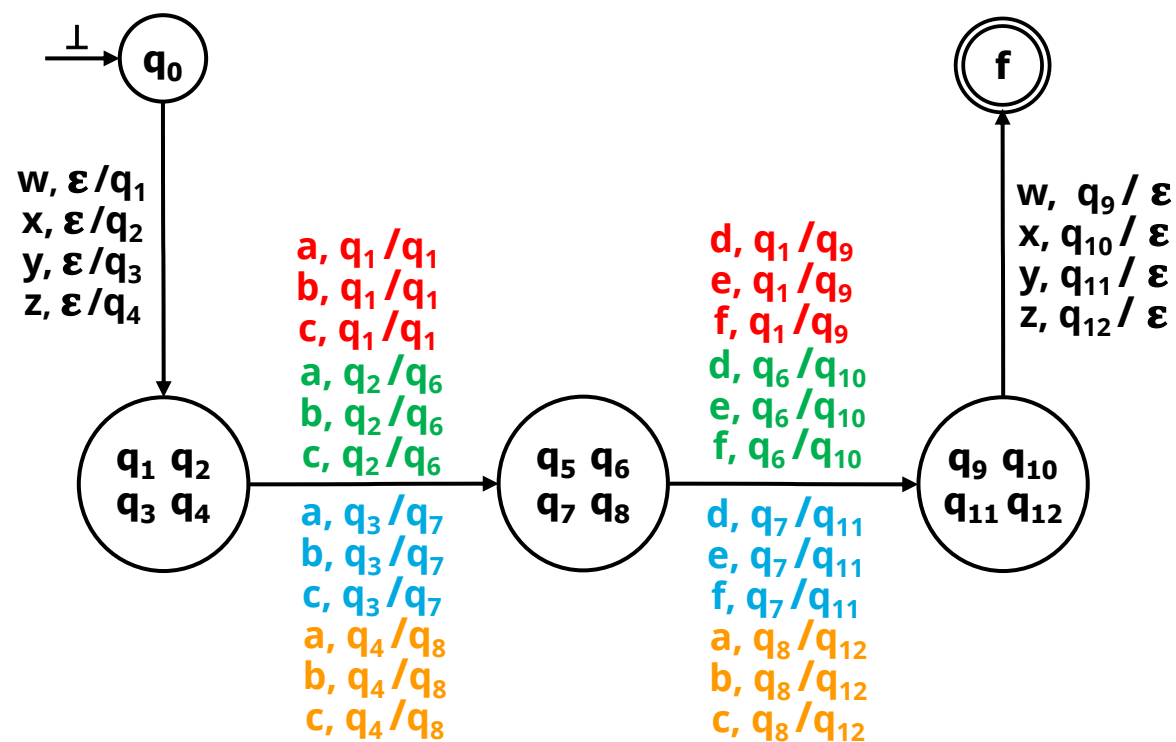 ⊥
q₀
f
w, ε/q₁
x, ε/q₂
y, ε/q₃
z, ε/q₄
a, q₁/q₁
b, q₁/q₁
c, q₁/q₁
a, q₂/q₆
b, q₂/q₆
c, q₂/q₆
a, q₃/q₇
b, q₃/q₇
c, q₃/q₇
a, q₄/q₈
b, q₄/q₈
c, q₄/q₈
d, q₁/q₉
e, q₁/q₉
f, q₁/q₉
d, q₆/q₁₀
e, q₆/q₁₀
f, q₆/q₁₀
d, q₇/q₁₁
e, q₇/q₁₁
f, q₇/q₁₁
a, q₈/q₁₂
b, q₈/q₁₂
c, q₈/q₁₂
w, q₉/ ε
x, q₁₀/ ε
y, q₁₁/ ε
z, q₁₂/ ε
q₁ q₂
q₃ q₄
q₅ q₆
q₇ q₈
q₉ q₁₀
q₁₁ q₁₂